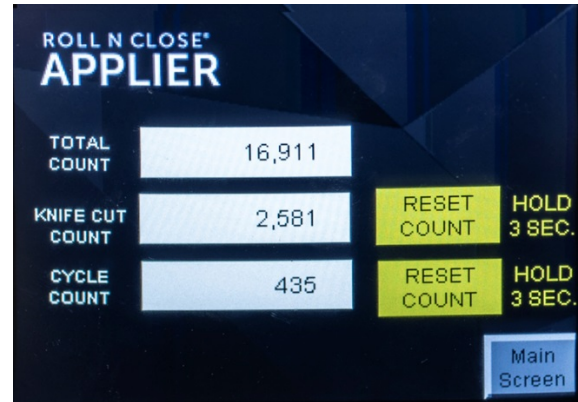 ROLL N CLOSE®
APPLIER
TOTAL
COUNT
16,911
KNIFE CUT
COUNT
2,581
RESET
COUNT
HOLD
3 SEC.
CYCLE
COUNT
435
RESET
COUNT
HOLD
3 SEC.
Main
Screen